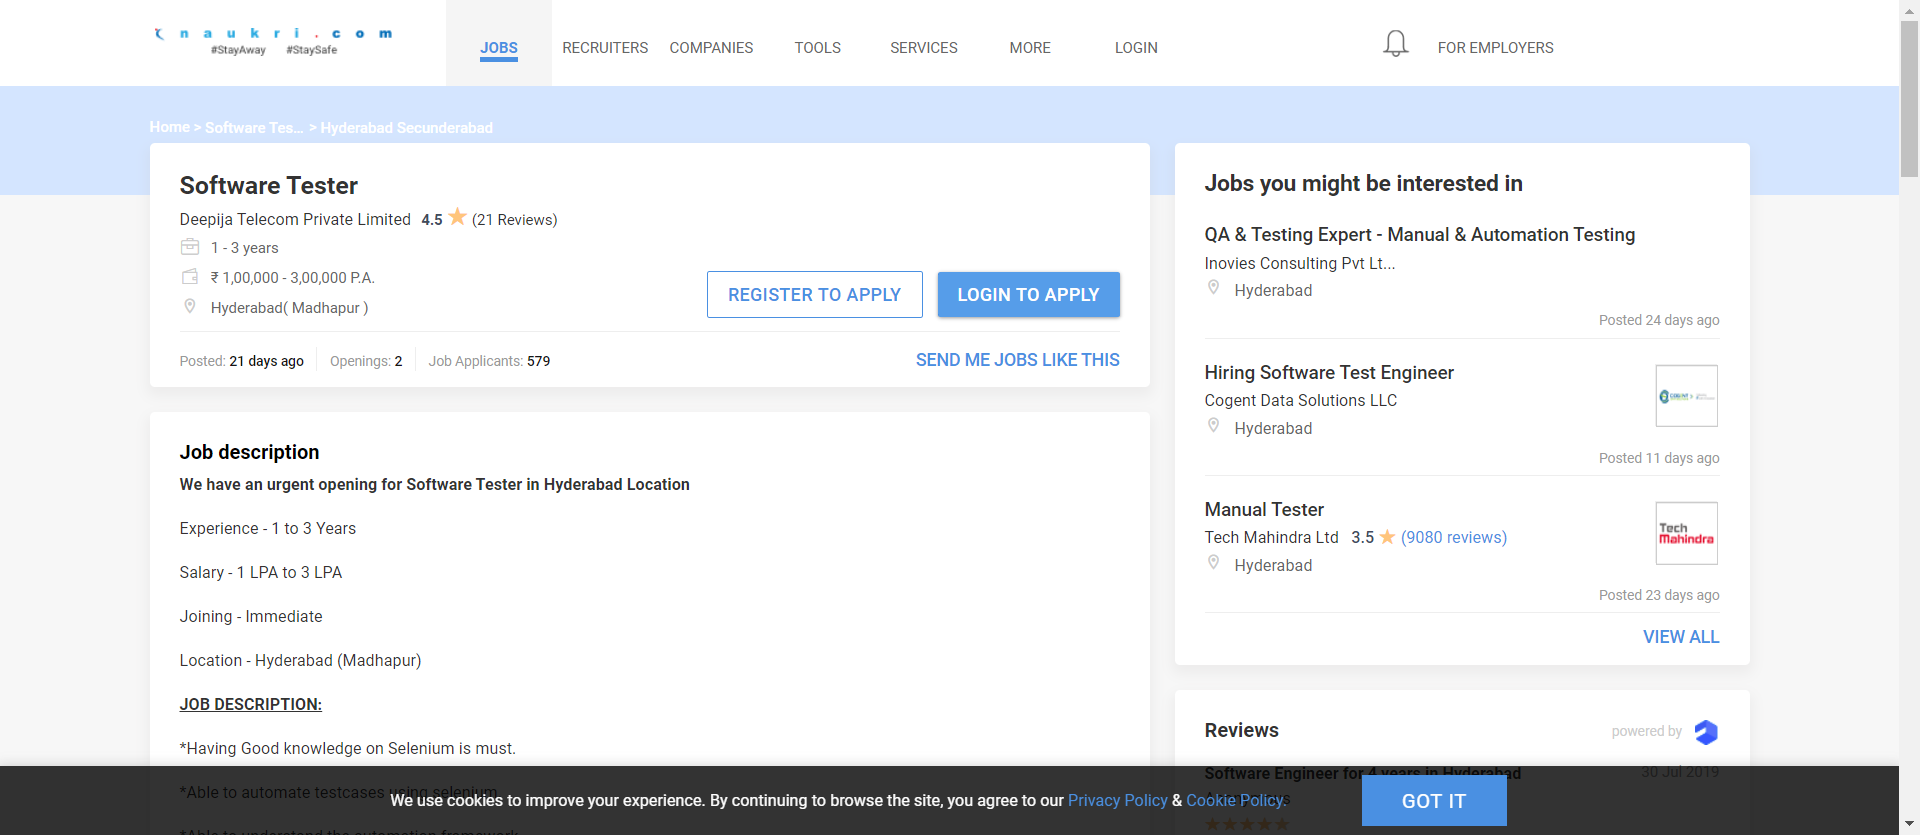 naukri.com
#StayAway #StaySafe
JOBS
RECRUITERS
COMPANIES
TOOLS
SERVICES
MORE
LOGIN
FOR EMPLOYERS
Home > Software Tes... > Hyderabad Secunderabad
Software Tester
Deepija Telecom Private Limited 4.5 (21 Reviews)
1 - 3 years
₹ 1,00,000 - 3,00,000 P.A.
Hyderabad( Madhapur )
REGISTER TO APPLY
LOGIN TO APPLY
Posted: 21 days ago
Openings: 2
Job Applicants: 579
SEND ME JOBS LIKE THIS
Job description
We have an urgent opening for Software Tester in Hyderabad Location
Experience - 1 to 3 Years
Salary - 1 LPA to 3 LPA
Joining - Immediate
Location - Hyderabad (Madhapur)
JOB DESCRIPTION:
*Having Good knowledge on Selenium is must.
*Able to automate testcases using selenium
*Able to understand the automation framework
Jobs you might be interested in
QA & Testing Expert - Manual & Automation Testing
Inovies Consulting Pvt Lt...
Hyderabad
Posted 24 days ago
Hiring Software Test Engineer
Cogent Data Solutions LLC
Hyderabad
Posted 11 days ago
Manual Tester
Tech Mahindra Ltd 3.5 (9080 reviews)
Tech
Mahindra
Hyderabad
Posted 23 days ago
VIEW ALL
Reviews
powered by
Software Engineer for 4 years in Hyderabad
30 Jul 2019
We use cookies to improve your experience. By continuing to browse the site, you agree to our Privacy Policy & Cookie Policy.
GOT IT